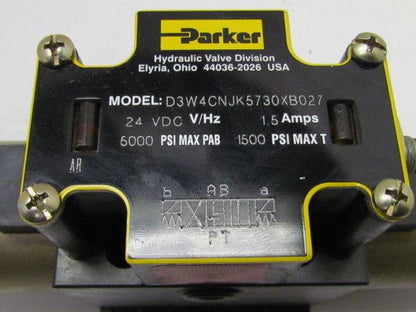 Parker
Hydraulic Valve Division
Elyria, Ohio 44036-2026 USA
MODEL: D3W4CNJK5730XB027
24 VDC V/Hz 1.5 Amps
5000 PSI MAX PAB 1500 PSI MAX T
AR
b AB a
PT